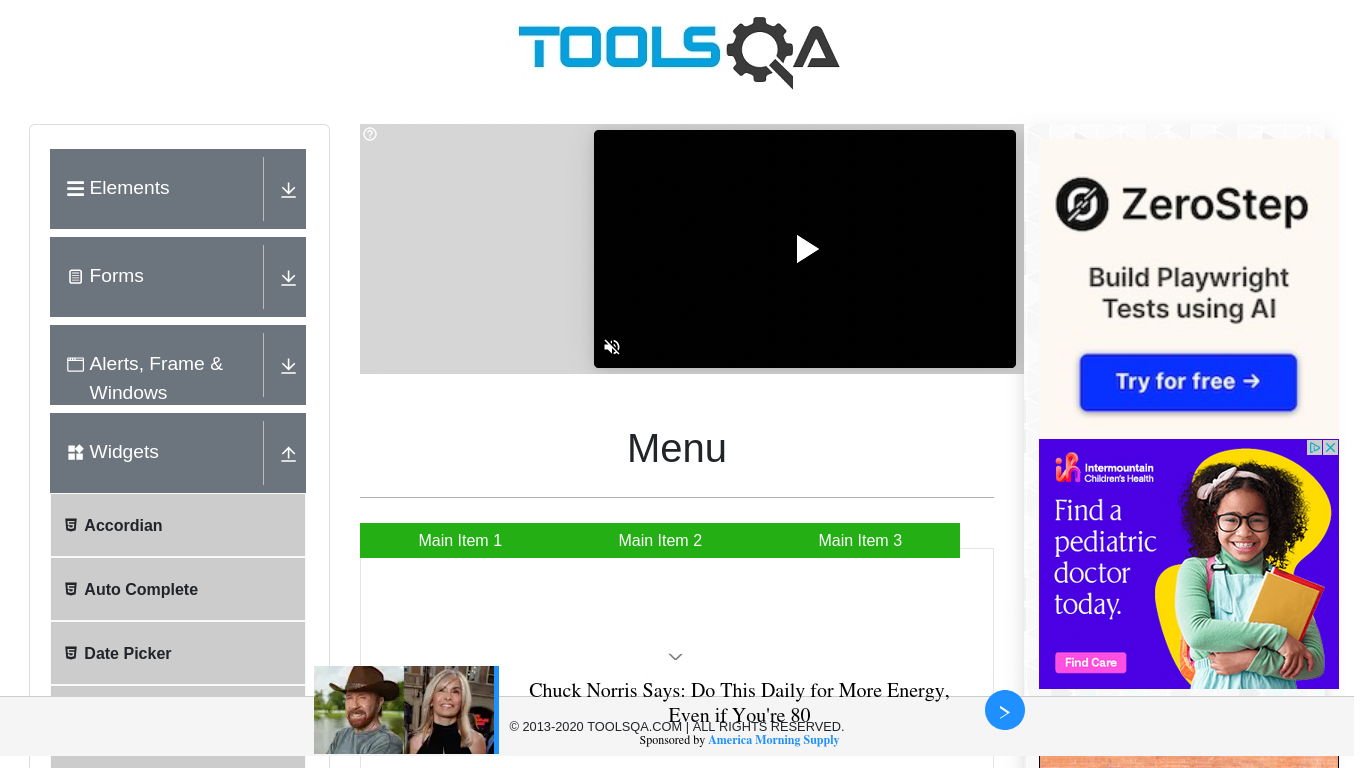 TOOLSQA
Elements
Forms
Alerts, Frame &
Windows
Widgets
Accordian
Auto Complete
Date Picker
Menu
Main Item 1
Main Item 2
Main Item 3
ZeroStep
Build Playwright
Tests using AI
Try for free →
Intermountain
Children's Health
Find a
pediatric
doctor
today.
Find Care
Chuck Norris Says: Do This Daily for More Energy,
Even if You're 80
© 2013-2020 TOOLSQA.COM | ALL RIGHTS RESERVED.
Sponsored by America Morning Supply